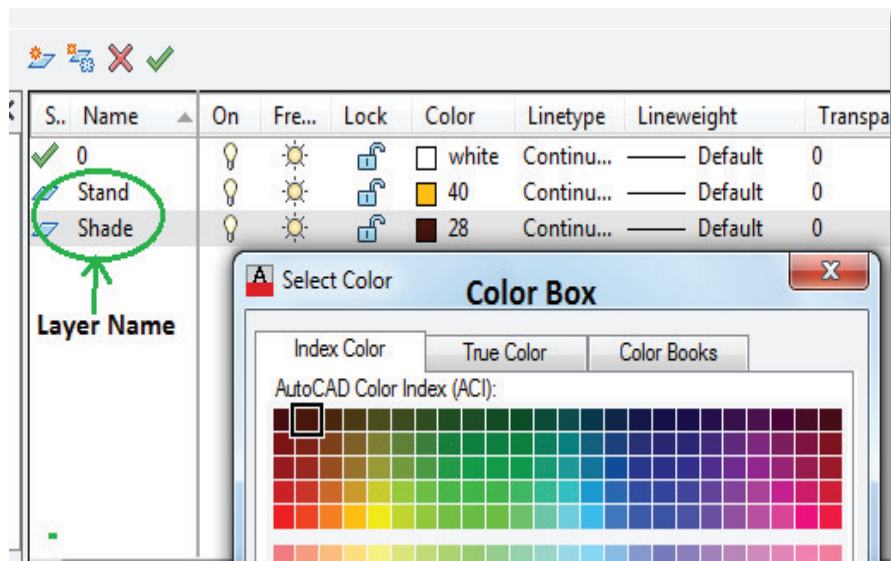 S.. Name On Fre... Lock Color Linetype Lineweight Transpa
0 white Continu... Default 0
Stand 40 Continu... Default 0
Shade 28 Continu... Default 0
A Select Color Color Box X
Layer Name
Index Color True Color Color Books
AutoCAD Color Index (ACI):